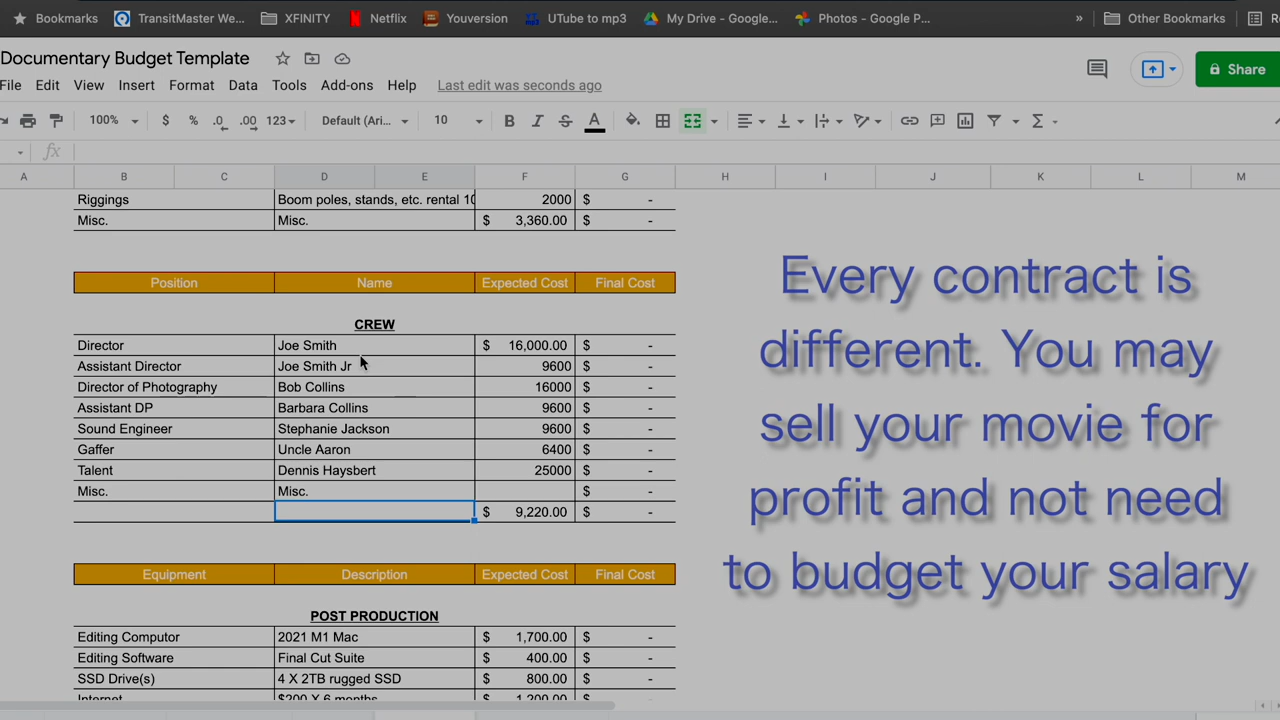 Bookmarks TransitMaster We... XFINITY Netflix Youversion UTube to mp3 My Drive - Google... Photos - Google P... » Other Bookmarks
Documentary Budget Template
File Edit View Insert Format Data Tools Add-ons Help Last edit was seconds ago
Share
100% $ % .0 .00 123 Default (Ari... 10 B I S A Σ
fx
A B C D E F G H I J K L M
Riggings Boom poles, stands, etc. rental 10 2000 $ -
Misc. Misc. $ 3,360.00 $ -
Position Name Expected Cost Final Cost
CREW
Director Joe Smith $ 16,000.00 $ -
Assistant Director Joe Smith Jr 9600 $ -
Director of Photography Bob Collins 16000 $ -
Assistant DP Barbara Collins 9600 $ -
Sound Engineer Stephanie Jackson 9600 $ -
Gaffer Uncle Aaron 6400 $ -
Talent Dennis Haysbert 25000 $ -
Misc. Misc. $ -
$ 9,220.00 $ -
Equipment Description Expected Cost Final Cost
POST PRODUCTION
Editing Computor 2021 M1 Mac $ 1,700.00 $ -
Editing Software Final Cut Suite $ 400.00 $ -
SSD Drive(s) 4 X 2TB rugged SSD $ 800.00 $ -
Internet $200 X 6 months $ 1,200.00 $ -
Every contract is
different. You may
sell your movie for
profit and not need
to budget your salary